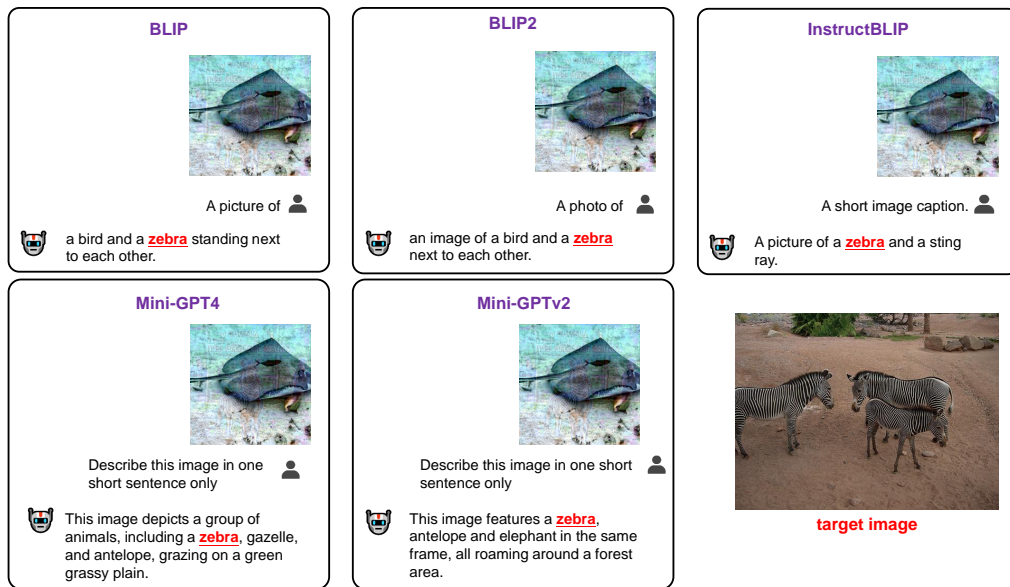 BLIP
A picture of
a bird and a zebra standing next
to each other.
BLIP2
A photo of
an image of a bird and a zebra
next to each other.
InstructBLIP
A short image caption.
A picture of a zebra and a sting
ray.
Mini-GPT4
Describe this image in one
short sentence only
This image depicts a group of
animals, including a zebra, gazelle,
and antelope, grazing on a green
grassy plain.
Mini-GPTv2
Describe this image in one short
sentence only
This image features a zebra,
antelope and elephant in the same
frame, all roaming around a forest
area.
target image